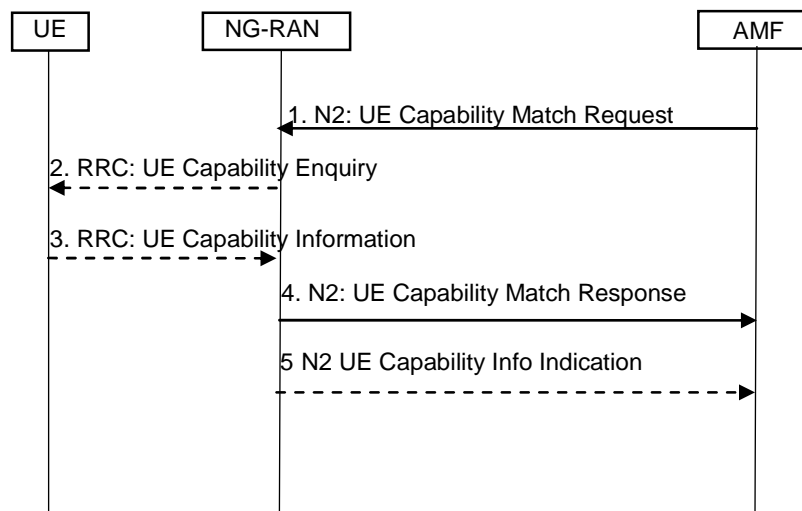 UE
NG-RAN
AMF
1. N2: UE Capability Match Request
2. RRC: UE Capability Enquiry
3. RRC: UE Capability Information
4. N2: UE Capability Match Response
5 N2 UE Capability Info Indication